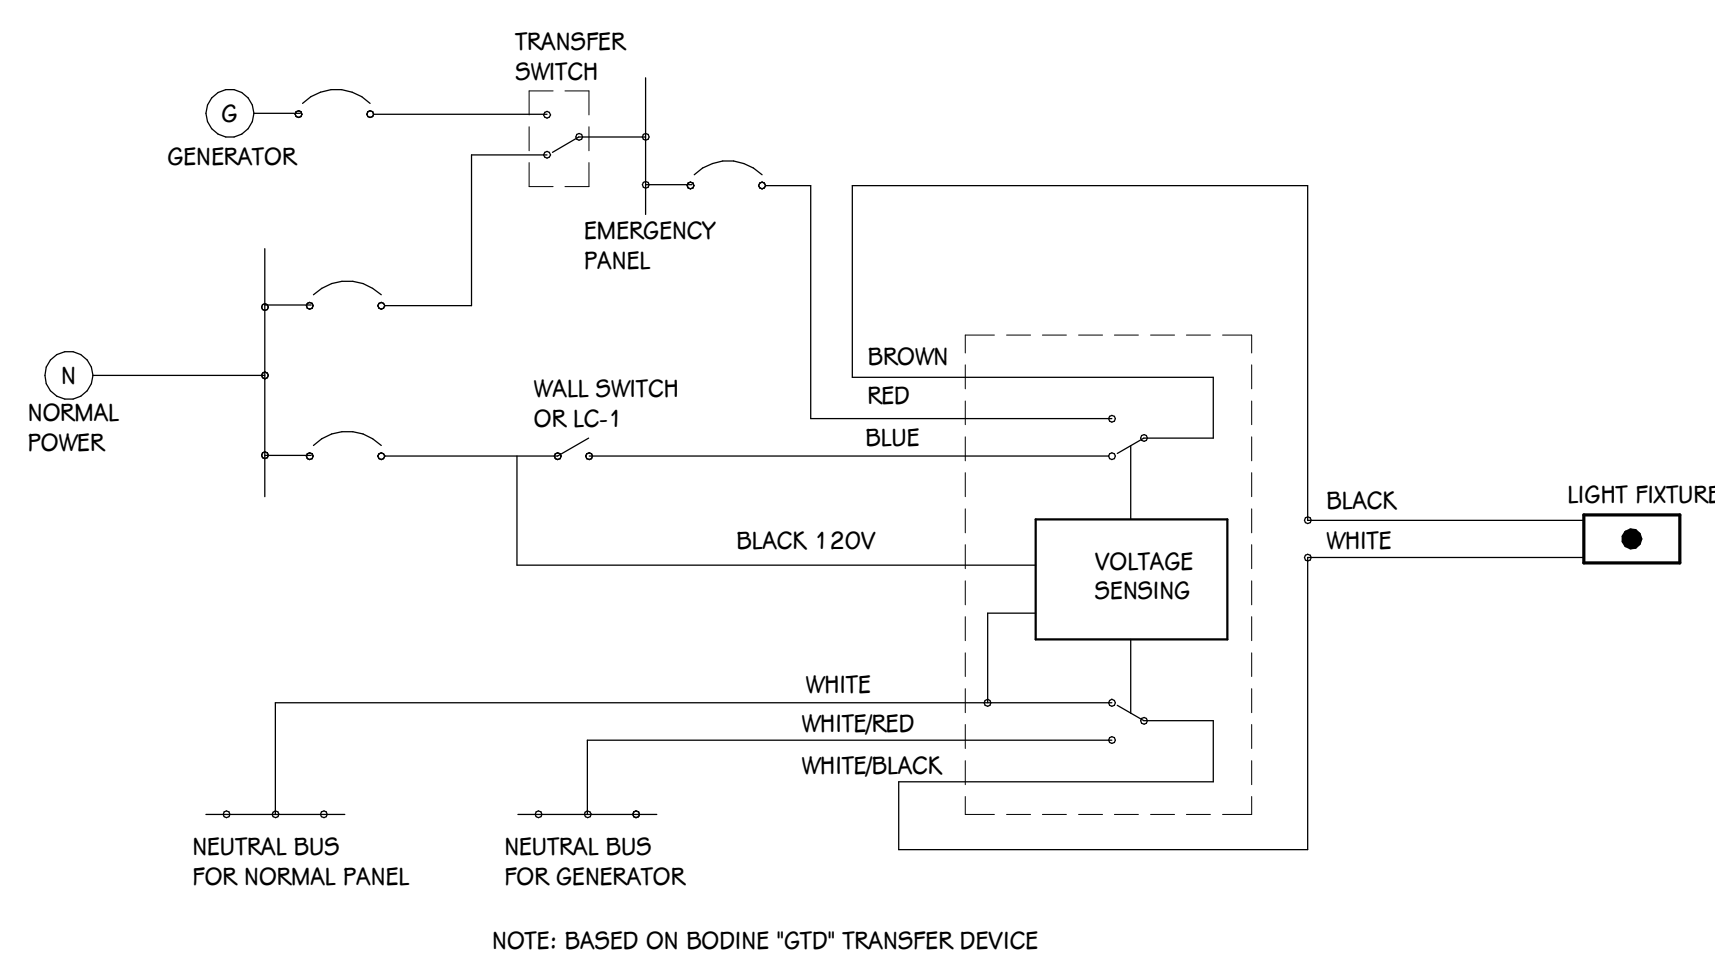 TRANSFER
SWITCH
G
GENERATOR
EMERGENCY
PANEL
N
NORMAL
POWER
WALL SWITCH
OR LC-1
BROWN
RED
BLUE
BLACK 120V
VOLTAGE
SENSING
BLACK
WHITE
LIGHT FIXTURE
WHITE
WHITE/RED
WHITE/BLACK
NEUTRAL BUS
FOR NORMAL PANEL
NEUTRAL BUS
FOR GENERATOR
NOTE: BASED ON BODINE "GTD" TRANSFER DEVICE